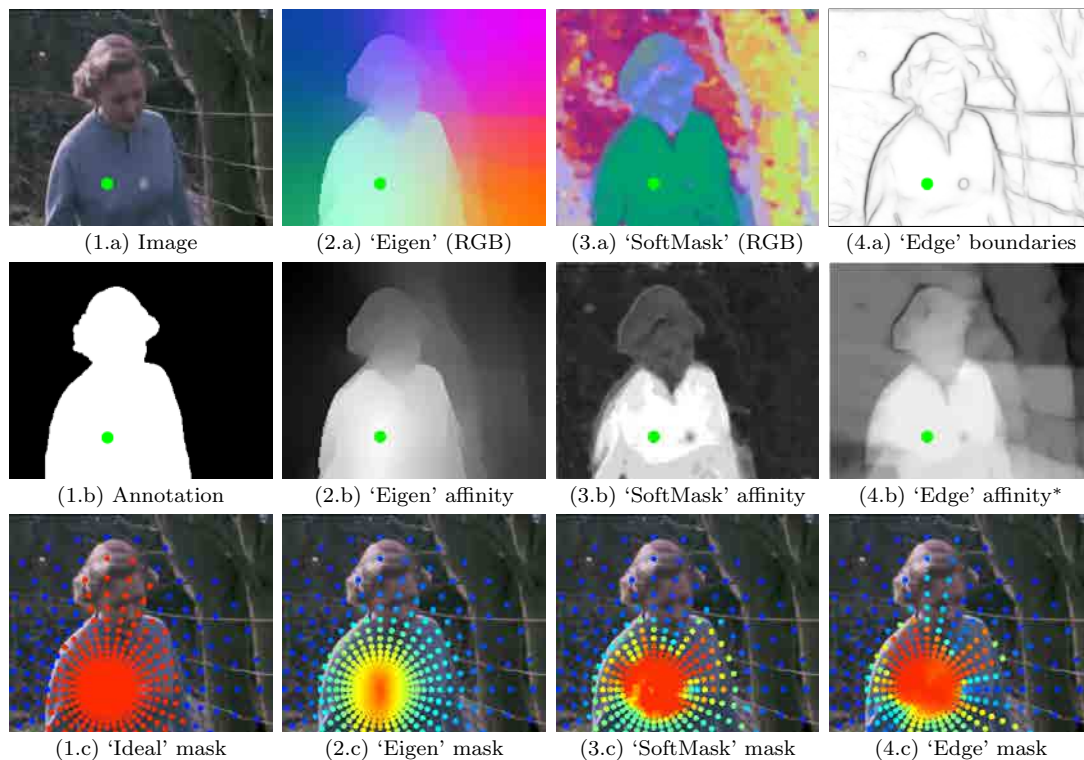 (1.a) Image
(2.a) ‘Eigen’ (RGB)
(3.a) ‘SoftMask’ (RGB)
(4.a) ‘Edge’ boundaries
(1.b) Annotation
(2.b) ‘Eigen’ affinity
(3.b) ‘SoftMask’ affinity
(4.b) ‘Edge’ affinity*
(1.c) ‘Ideal’ mask
(2.c) ‘Eigen’ mask
(3.c) ‘SoftMask’ mask
(4.c) ‘Edge’ mask